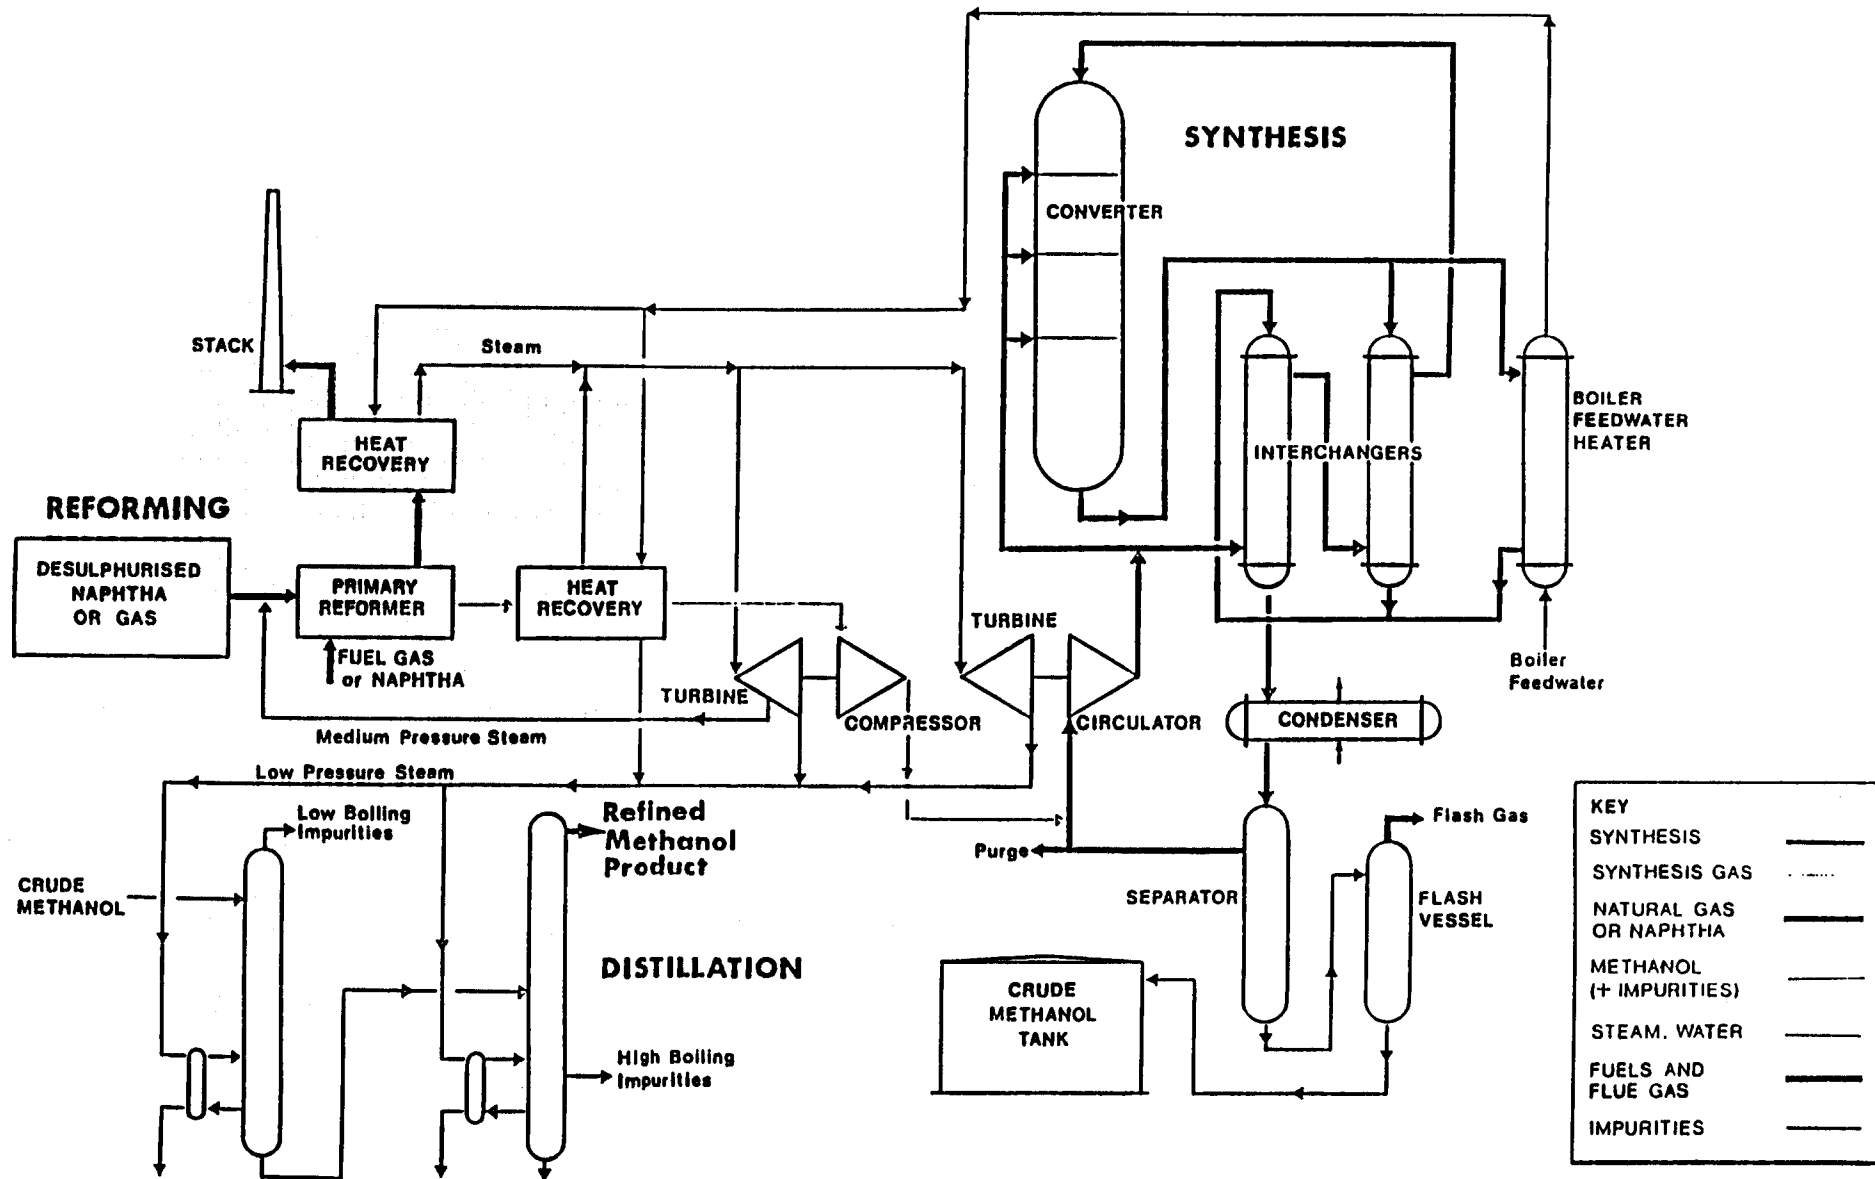 SYNTHESIS
CONVERTER
STACK
Steam
HEAT
RECOVERY
BOILER
FEEDWATER
HEATER
INTERCHANGERS
REFORMING
DESULPHURISED
NAPHTHA
OR GAS
PRIMARY
REFORMER
HEAT
RECOVERY
FUEL GAS
or NAPHTHA
TURBINE
COMPRESSOR
TURBINE
CIRCULATOR
Boiler
Feedwater
CONDENSER
Medium Pressure Steam
Low Pressure Steam
Low Boiling
Impurities
Refined
Methanol
Product
Purge
Flash Gas
CRUDE
METHANOL
SEPARATOR
FLASH
VESSEL
DISTILLATION
CRUDE
METHANOL
TANK
High Boiling
Impurities
KEY
SYNTHESIS
SYNTHESIS GAS
NATURAL GAS
OR NAPHTHA
METHANOL
(+ IMPURITIES)
STEAM. WATER
FUELS AND
FLUE GAS
IMPURITIES